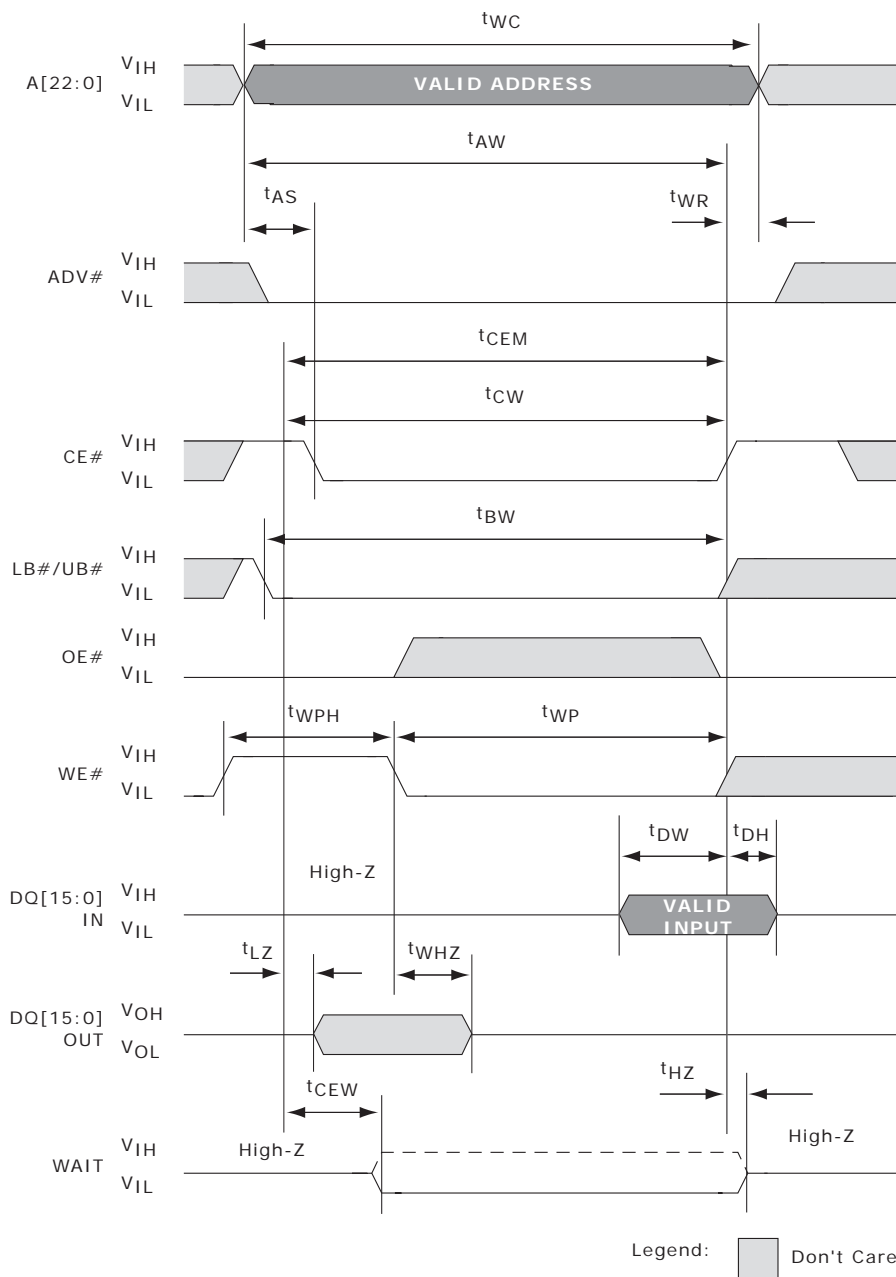 tWC
A[22:0] VIH
VIL
VALID ADDRESS
tAW
tAS
tWR
ADV# VIH
VIL
tCEM
tCW
CE# VIH
VIL
tBW
LB#/UB# VIH
VIL
OE# VIH
VIL
tWPH
tWP
WE# VIH
VIL
tDW
tDH
High-Z
DQ[15:0] VIH
IN VIL
VALID
INPUT
tLZ
tWHZ
DQ[15:0] VOH
OUT VOL
tCEW
tHZ
WAIT VIH
VIL
High-Z
High-Z
Legend: Don't Care